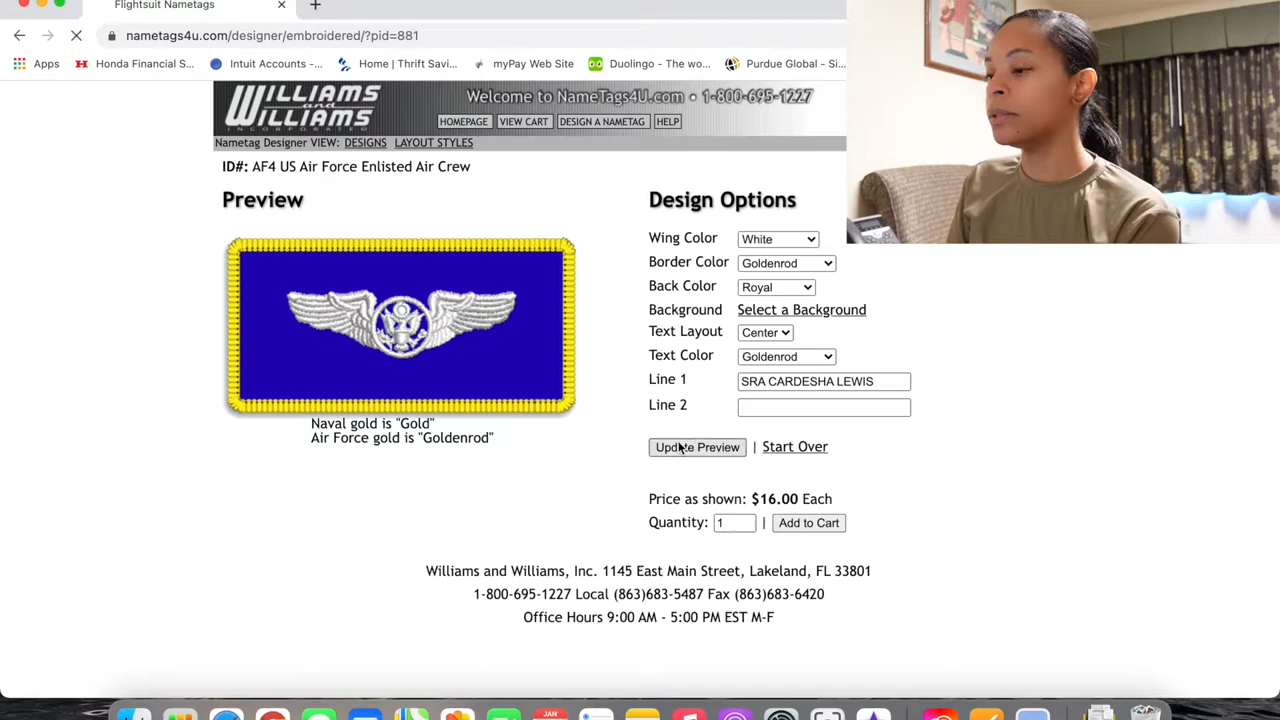 Flightsuit Nametags
nametags4u.com/designer/embroidered/?pid=881
Apps Honda Financial S... Intuit Accounts -... Home | Thrift Savi... myPay Web Site Duolingo - The wo... Purdue Global - Si...
WILLIAMS and WILLIAMS INCORPORATED
Welcome to NameTags4U.com • 1-800-695-1227
HOMEPAGE VIEW CART DESIGN A NAMETAG HELP
Nametag Designer VIEW: DESIGNS LAYOUT STYLES
ID#: AF4 US Air Force Enlisted Air Crew
Preview
Naval gold is "Gold"
Air Force gold is "Goldenrod"
Design Options
Wing Color White
Border Color Goldenrod
Back Color Royal
Background Select a Background
Text Layout Center
Text Color Goldenrod
Line 1 SRA CARDESHA LEWIS
Line 2
Update Preview | Start Over
Price as shown: $16.00 Each
Quantity: 1 | Add to Cart
Williams and Williams, Inc. 1145 East Main Street, Lakeland, FL 33801
1-800-695-1227 Local (863)683-5487 Fax (863)683-6420
Office Hours 9:00 AM - 5:00 PM EST M-F
JAN